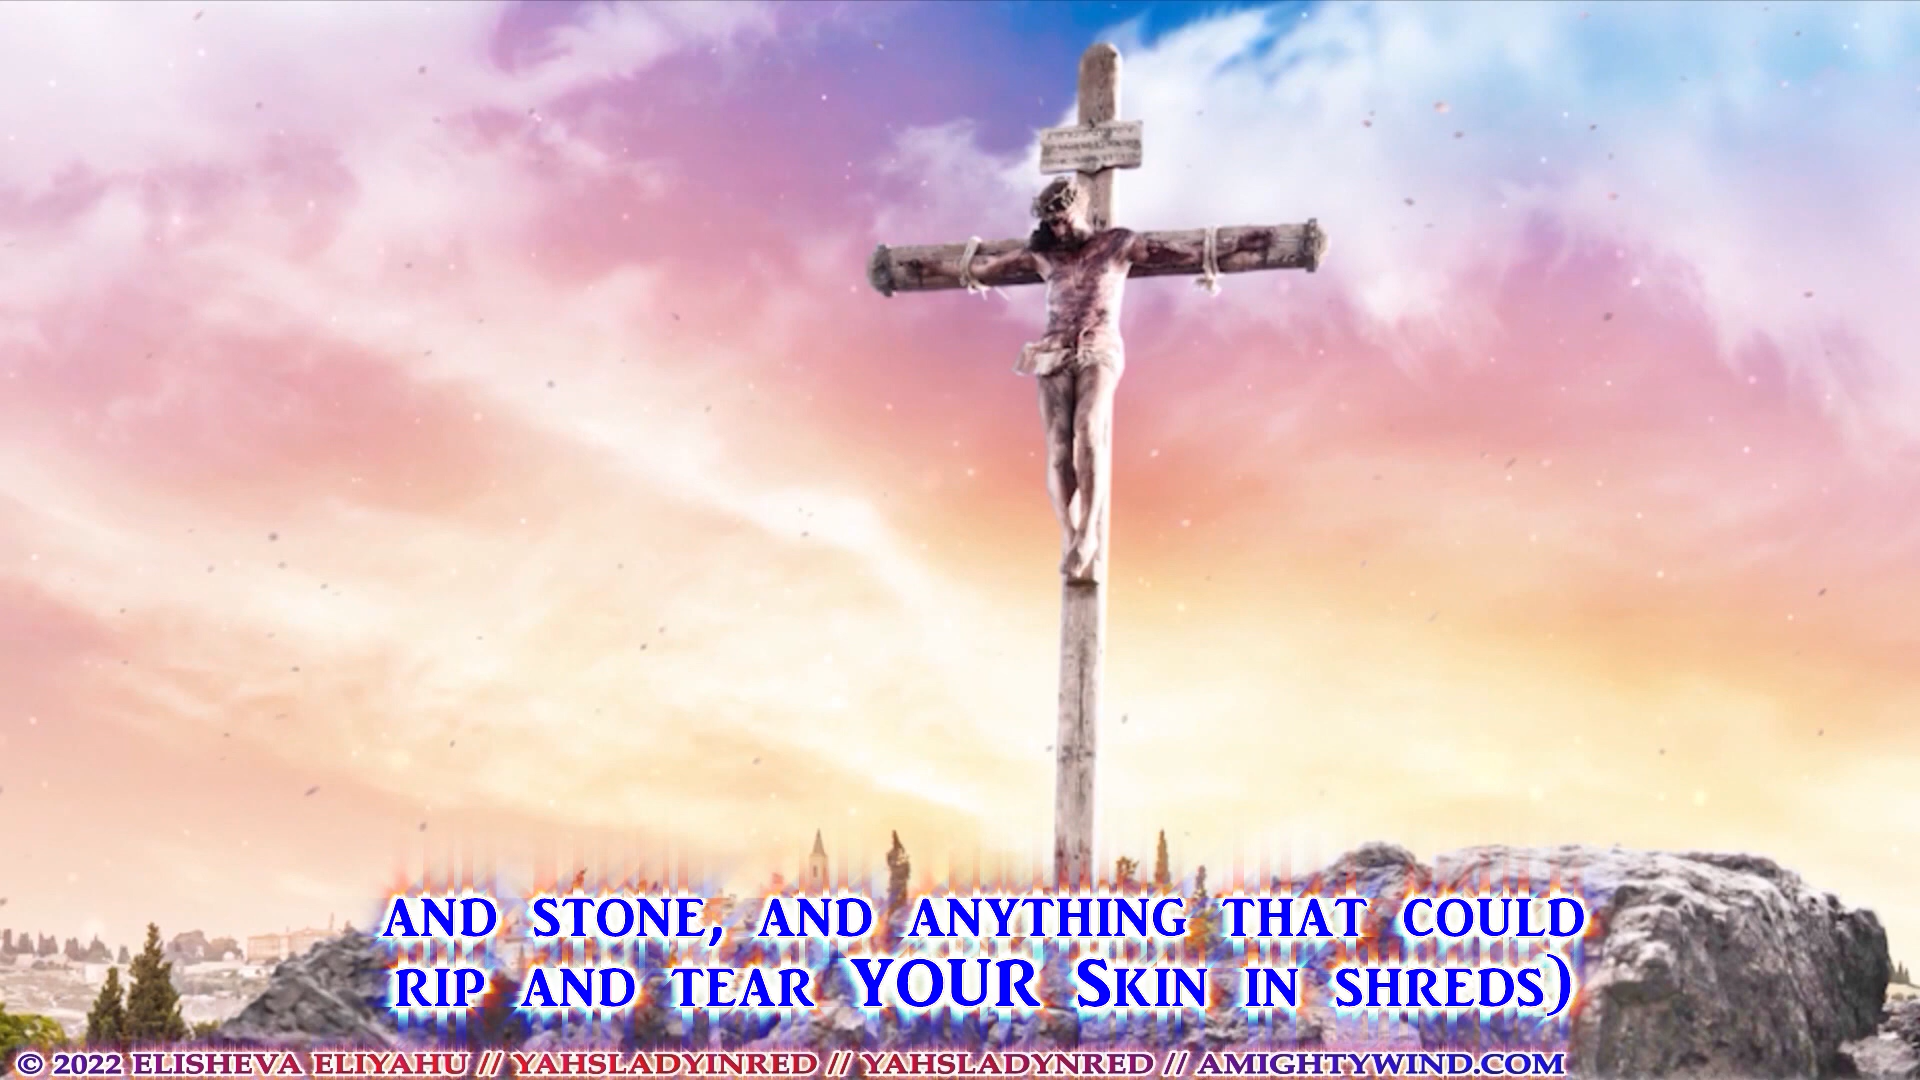 AND STONE, AND ANYTHING THAT COULD
RIP AND TEAR YOUR SKIN IN SHREDS)
© 2022 ELISHEVA ELIYAHU // YAHSLADYINRED // YAHSLADYNRED // AMIGHTYWIND.COM